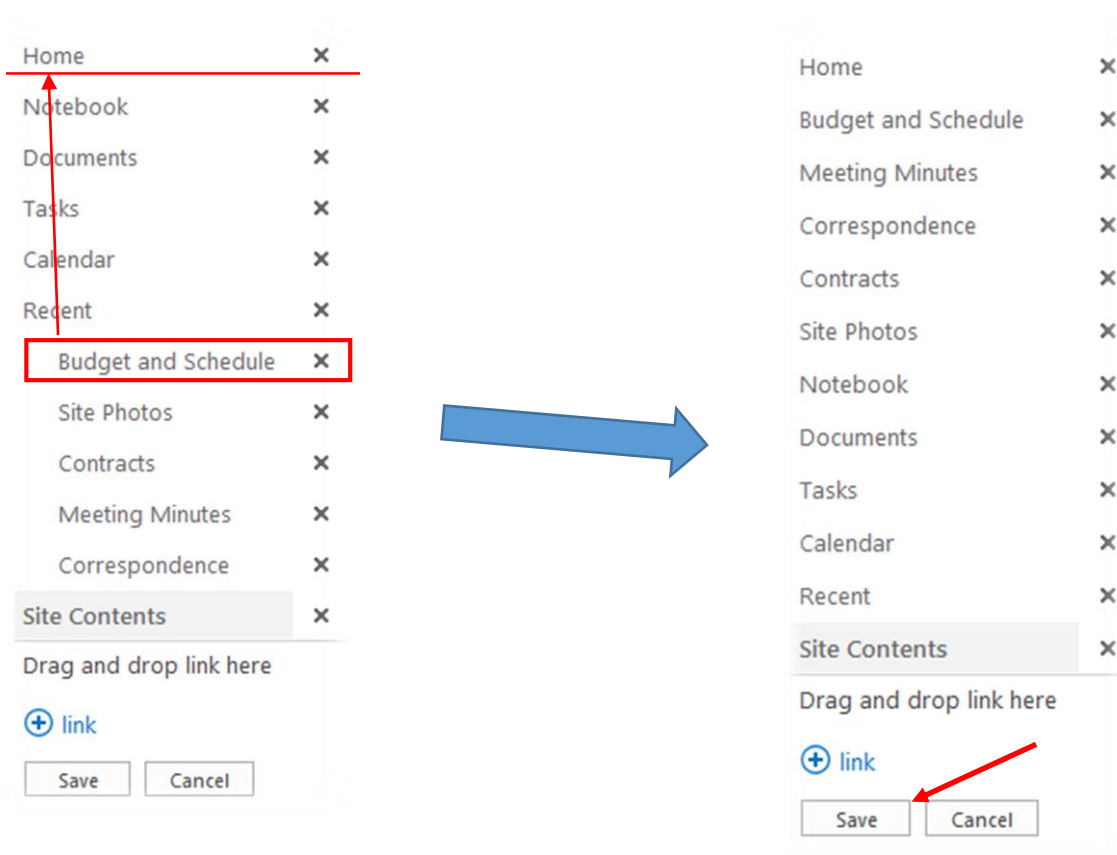 Home
Notebook
Documents
Tasks
Calendar
Recent
Budget and Schedule
Site Photos
Contracts
Meeting Minutes
Correspondence
Site Contents
Drag and drop link here
link
Save Cancel
Home
Budget and Schedule
Meeting Minutes
Correspondence
Contracts
Site Photos
Notebook
Documents
Tasks
Calendar
Recent
Site Contents
Drag and drop link here
link
Save Cancel